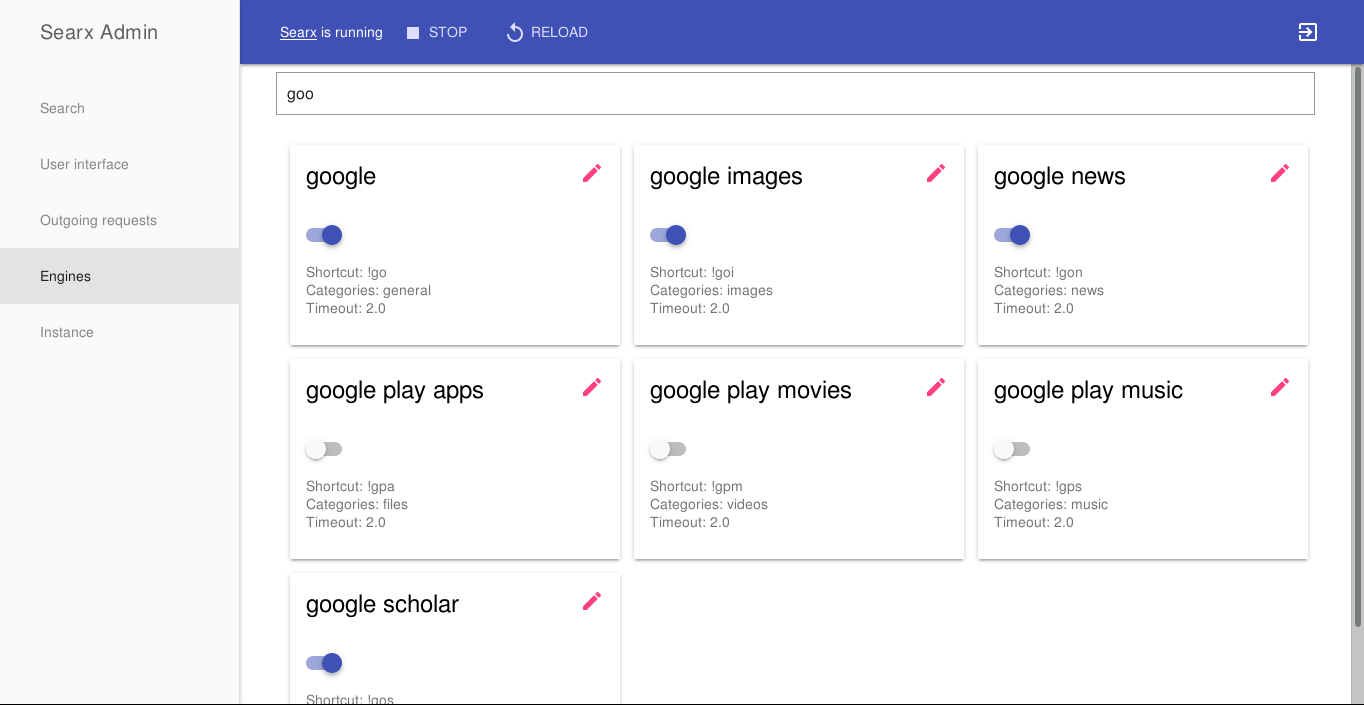 Searx Admin
Searx is running STOP RELOAD
Search
User interface
Outgoing requests
Engines
Instance
goo
google
Shortcut: !go
Categories: general
Timeout: 2.0
google images
Shortcut: !goi
Categories: images
Timeout: 2.0
google news
Shortcut: !gon
Categories: news
Timeout: 2.0
google play apps
Shortcut: !gpa
Categories: files
Timeout: 2.0
google play movies
Shortcut: !gpm
Categories: videos
Timeout: 2.0
google play music
Shortcut: !gps
Categories: music
Timeout: 2.0
google scholar
Shortcut: !gos